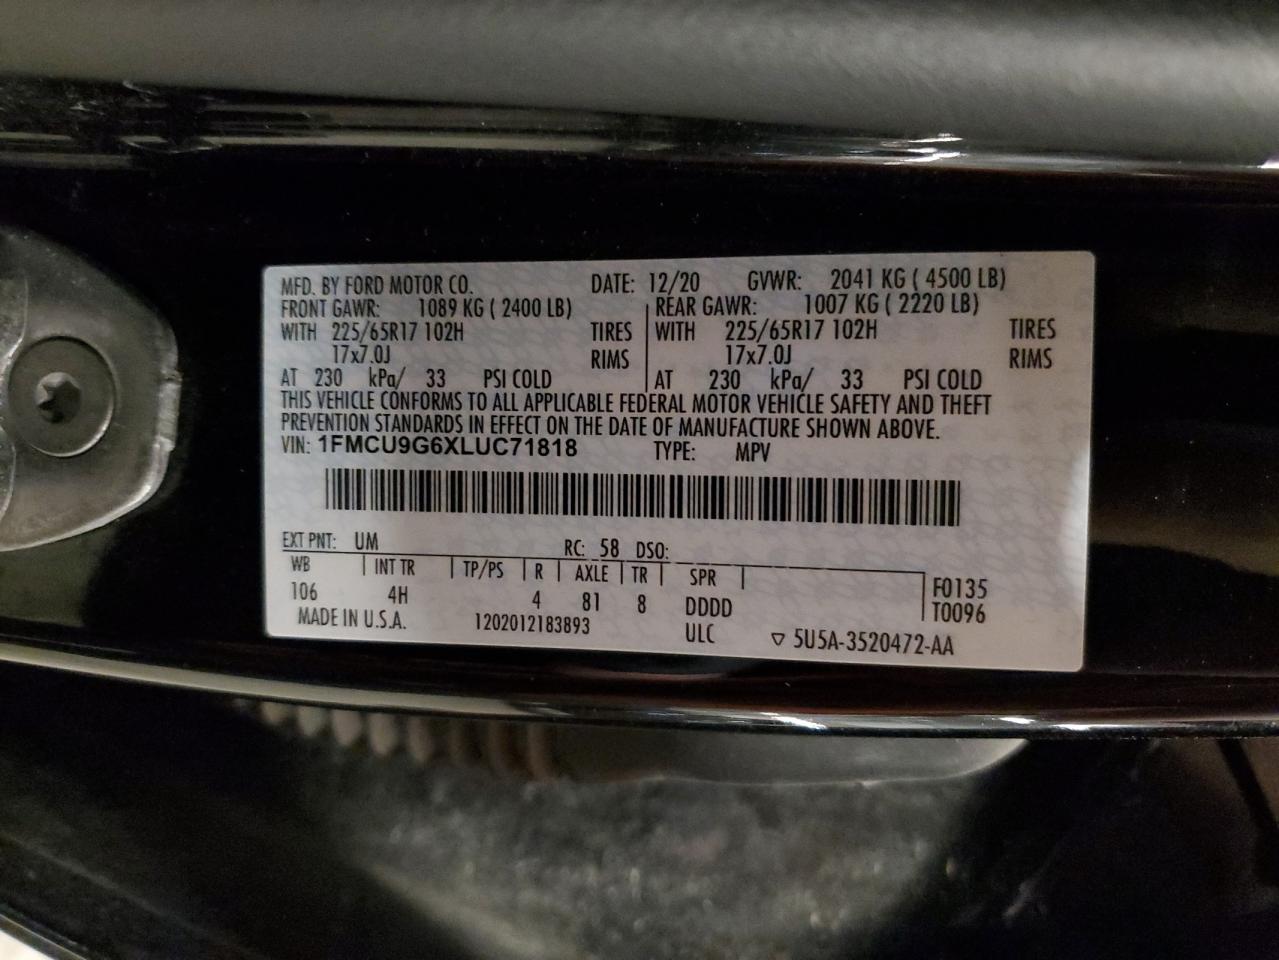 MFD. BY FORD MOTOR CO. DATE: 12/20 GVWR: 2041 KG ( 4500 LB)
FRONT GAWR: 1089 KG ( 2400 LB) REAR GAWR: 1007 KG ( 2220 LB)
WITH 225/65R17 102H TIRES WITH 225/65R17 102H TIRES
17x7.0J RIMS 17x7.0J RIMS
AT 230 kPa/ 33 PSI COLD AT 230 kPa/ 33 PSI COLD
THIS VEHICLE CONFORMS TO ALL APPLICABLE FEDERAL MOTOR VEHICLE SAFETY AND THEFT
PREVENTION STANDARDS IN EFFECT ON THE DATE OF MANUFACTURE SHOWN ABOVE.
VIN: 1FMCU9G6XLUC71818 TYPE: MPV
EXT PNT: UM RC: 58 DSO:
WB INT TR TP/PS R AXLE TR SPR F0135
106 4H 4 81 8 DDDD T0096
MADE IN U.S.A. 1202012183893 ULC ▽ 5U5A-3520472-AA